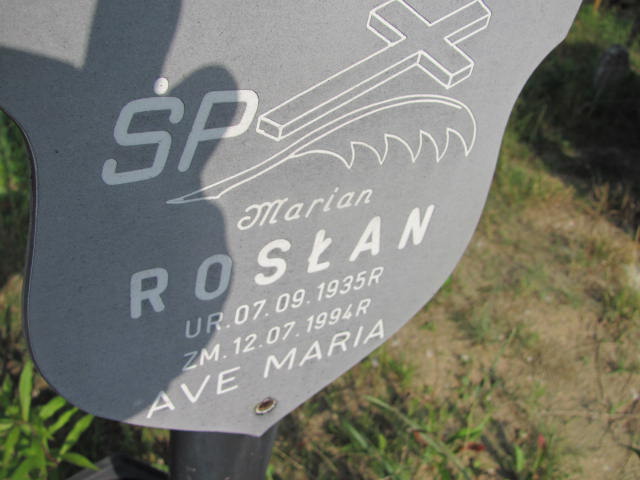 ŚP
Marian
ROSŁAN
UR. 07. 09. 1935R
ZM. 12. 07. 1994R
AVE MARIA